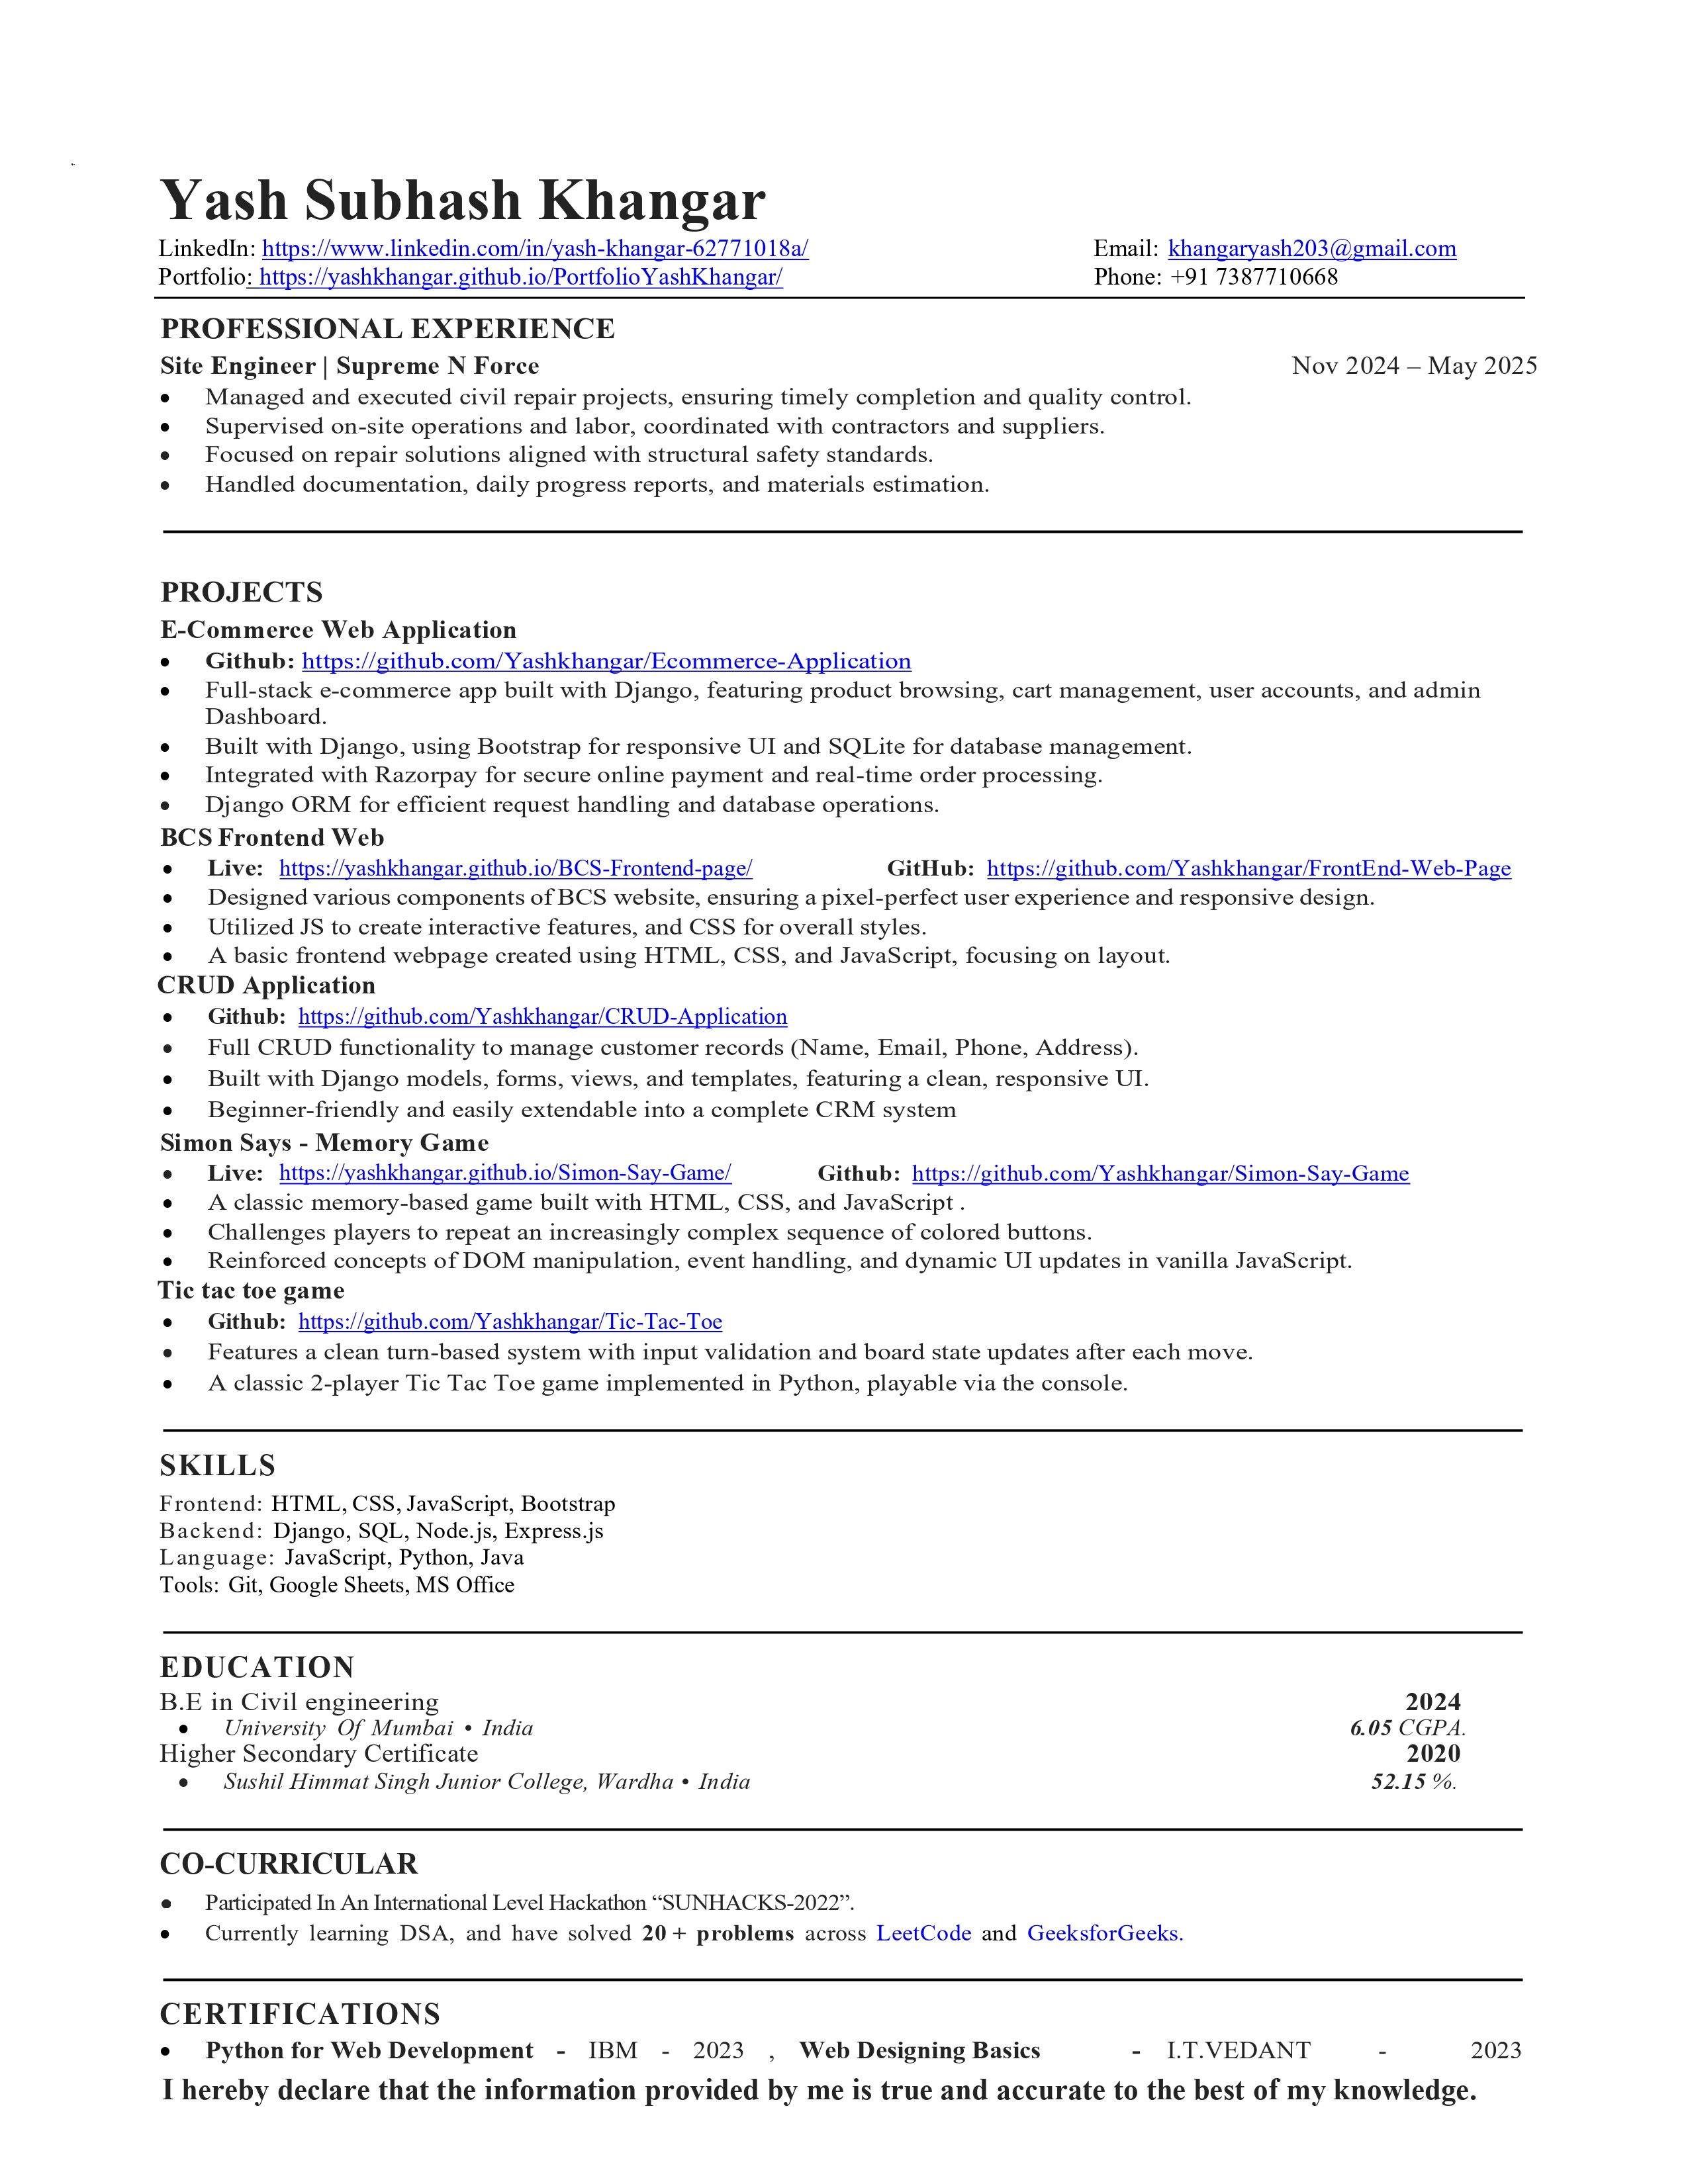 Yash Subhash Khangar
LinkedIn: https://www.linkedin.com/in/yash-khangar-62771018a/ Email: khangaryash203@gmail.com
Portfolio: https://yashkhangar.github.io/PortfolioYashKhangar/ Phone: +91 7387710668
PROFESSIONAL EXPERIENCE
Site Engineer | Supreme N Force Nov 2024 – May 2025
• Managed and executed civil repair projects, ensuring timely completion and quality control.
• Supervised on-site operations and labor, coordinated with contractors and suppliers.
• Focused on repair solutions aligned with structural safety standards.
• Handled documentation, daily progress reports, and materials estimation.
PROJECTS
E-Commerce Web Application
• Github: https://github.com/Yashkhangar/Ecommerce-Application
• Full-stack e-commerce app built with Django, featuring product browsing, cart management, user accounts, and admin
Dashboard.
• Built with Django, using Bootstrap for responsive UI and SQLite for database management.
• Integrated with Razorpay for secure online payment and real-time order processing.
• Django ORM for efficient request handling and database operations.
BCS Frontend Web
• Live: https://yashkhangar.github.io/BCS-Frontend-page/ GitHub: https://github.com/Yashkhangar/FrontEnd-Web-Page
• Designed various components of BCS website, ensuring a pixel-perfect user experience and responsive design.
• Utilized JS to create interactive features, and CSS for overall styles.
• A basic frontend webpage created using HTML, CSS, and JavaScript, focusing on layout.
CRUD Application
• Github: https://github.com/Yashkhangar/CRUD-Application
• Full CRUD functionality to manage customer records (Name, Email, Phone, Address).
• Built with Django models, forms, views, and templates, featuring a clean, responsive UI.
• Beginner-friendly and easily extendable into a complete CRM system
Simon Says - Memory Game
• Live: https://yashkhangar.github.io/Simon-Say-Game/ Github: https://github.com/Yashkhangar/Simon-Say-Game
• A classic memory-based game built with HTML, CSS, and JavaScript .
• Challenges players to repeat an increasingly complex sequence of colored buttons.
• Reinforced concepts of DOM manipulation, event handling, and dynamic UI updates in vanilla JavaScript.
Tic tac toe game
• Github: https://github.com/Yashkhangar/Tic-Tac-Toe
• Features a clean turn-based system with input validation and board state updates after each move.
• A classic 2-player Tic Tac Toe game implemented in Python, playable via the console.
SKILLS
Frontend: HTML, CSS, JavaScript, Bootstrap
Backend: Django, SQL, Node.js, Express.js
Language: JavaScript, Python, Java
Tools: Git, Google Sheets, MS Office
EDUCATION
B.E in Civil engineering 2024
• University Of Mumbai • India 6.05 CGPA.
Higher Secondary Certificate 2020
• Sushil Himmat Singh Junior College, Wardha • India 52.15 %.
CO-CURRICULAR
• Participated In An International Level Hackathon “SUNHACKS-2022”.
• Currently learning DSA, and have solved 20 + problems across LeetCode and GeeksforGeeks.
CERTIFICATIONS
• Python for Web Development - IBM - 2023 , Web Designing Basics - I.T.VEDANT - 2023
I hereby declare that the information provided by me is true and accurate to the best of my knowledge.